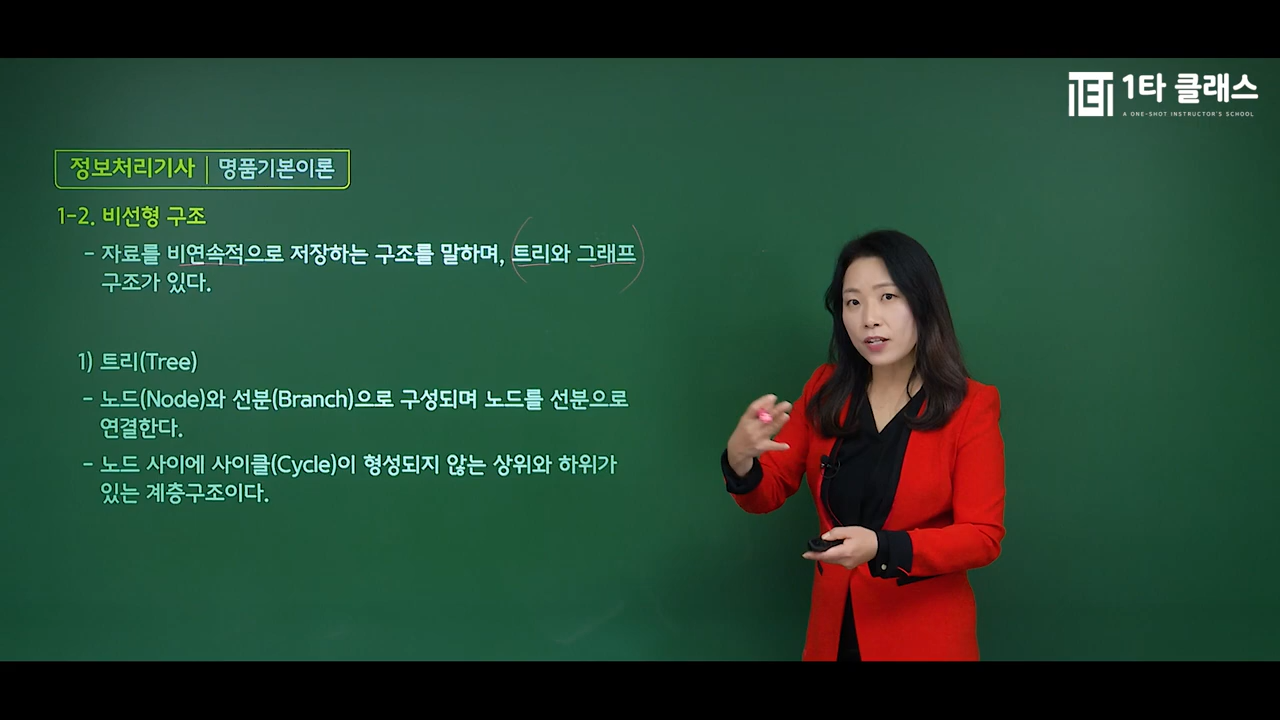 1타 클래스
A ONE-SHOT INSTRUCTOR'S SCHOOL
정보처리기사 | 명품기본이론
1-2. 비선형 구조
- 자료를 비연속적으로 저장하는 구조를 말하며, 트리와 그래프
구조가 있다.
1) 트리(Tree)
- 노드(Node)와 선분(Branch)으로 구성되며 노드를 선분으로
연결한다.
- 노드 사이에 사이클(Cycle)이 형성되지 않는 상위와 하위가
있는 계층구조이다.